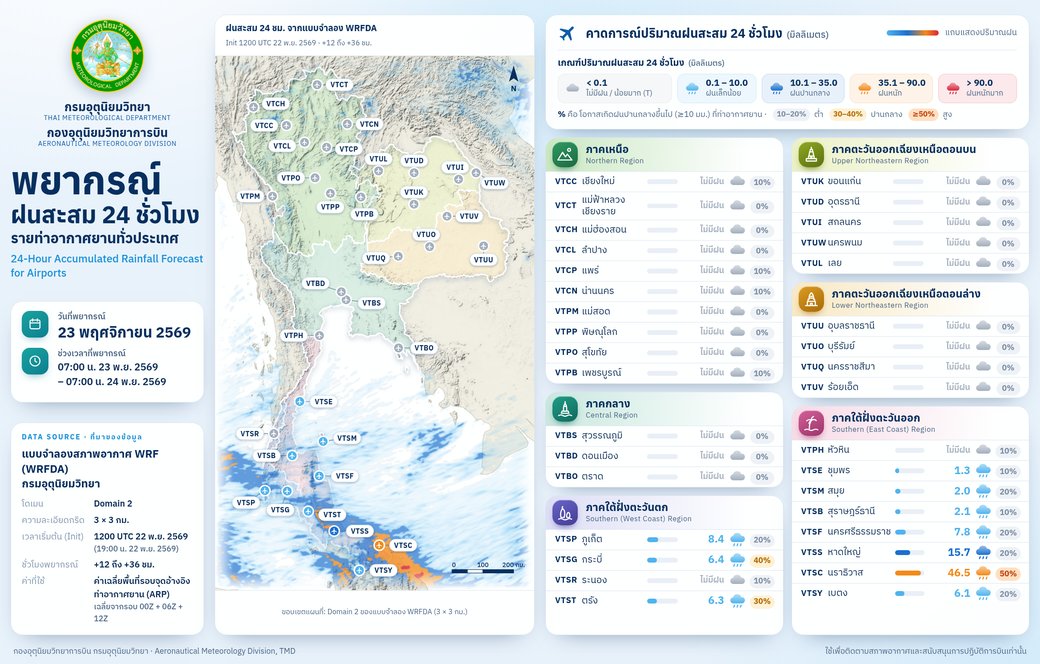 กรมอุตุนิยมวิทยา
METEOROLOGICAL DEPARTMENT
กรมอุตุนิยมวิทยา
THAI METEOROLOGICAL DEPARTMENT
กองอุตุนิยมวิทยาการบิน
AERONAUTICAL METEOROLOGY DIVISION
พยากรณ์
ฝนสะสม 24 ชั่วโมง
รายท่าอากาศยานทั่วประเทศ
24-Hour Accumulated Rainfall Forecast
for Airports
วันที่พยากรณ์
23 พฤศจิกายน 2569
ช่วงเวลาที่พยากรณ์
07:00 น. 23 พ.ย. 2569
– 07:00 น. 24 พ.ย. 2569
DATA SOURCE · ที่มาของข้อมูล
แบบจำลองสภาพอากาศ WRF
(WRFDA)
กรมอุตุนิยมวิทยา
โดเมน Domain 2
ความละเอียดกริด 3 × 3 กม.
เวลาเริ่มต้น (Init) 1200 UTC 22 พ.ย. 2569
(19:00 น. 22 พ.ย. 2569)
ชั่วโมงพยากรณ์ +12 ถึง +36 ชม.
ค่าที่ใช้ ค่าเฉลี่ยพื้นที่รอบจุดอ้างอิง
ท่าอากาศยาน (ARP)
เฉลี่ยจากรอบ 00Z + 06Z +
12Z
ฝนสะสม 24 ชม. จากแบบจำลอง WRFDA
Init 1200 UTC 22 พ.ย. 2569 · +12 ถึง +36 ชม.
N
VTCT
VTCH
VTCC
VTCN
VTCL
VTCP
VTUL
VTUD
VTUI
VTPO
VTUW
VTPM
VTUK
VTPP
VTPB
VTUV
VTUO
VTUQ
VTUU
VTBD
VTBS
VTPH
VTBO
VTSE
VTSR
VTSM
VTSB
VTSF
VTSP
VTSG
VTST
VTSS
VTSC
VTSY
0 100 200 กม.
ขอบเขตแผนที่: Domain 2 ของแบบจำลอง WRFDA (3 × 3 กม.)
คาดการณ์ปริมาณฝนสะสม 24 ชั่วโมง (มิลลิเมตร)
แถบแสดงปริมาณฝน
เกณฑ์ปริมาณฝนสะสม 24 ชั่วโมง (มิลลิเมตร)
< 0.1
ไม่มีฝน / น้อยมาก (T)
0.1 – 10.0
ฝนเล็กน้อย
10.1 – 35.0
ฝนปานกลาง
35.1 – 90.0
ฝนหนัก
> 90.0
ฝนหนักมาก
% คือ โอกาสเกิดฝนปานกลางขึ้นไป (≥10 มม.) ที่ท่าอากาศยาน · 10–20% ต่ำ 30–40% ปานกลาง ≥50% สูง
ภาคเหนือ
Northern Region
VTCC เชียงใหม่ ไม่มีฝน 10%
VTCT แม่ฟ้าหลวง เชียงราย ไม่มีฝน 0%
VTCH แม่ฮ่องสอน ไม่มีฝน 0%
VTCL ลำปาง ไม่มีฝน 0%
VTCP แพร่ ไม่มีฝน 10%
VTCN น่านนคร ไม่มีฝน 10%
VTPM แม่สอด ไม่มีฝน 0%
VTPP พิษณุโลก ไม่มีฝน 0%
VTPO สุโขทัย ไม่มีฝน 0%
VTPB เพชรบูรณ์ ไม่มีฝน 10%
ภาคกลาง
Central Region
VTBS สุวรรณภูมิ ไม่มีฝน 0%
VTBD ดอนเมือง ไม่มีฝน 0%
VTBO ตราด ไม่มีฝน 0%
ภาคใต้ฝั่งตะวันตก
Southern (West Coast) Region
VTSP ภูเก็ต 8.4 20%
VTSG กระบี่ 6.4 40%
VTSR ระนอง ไม่มีฝน 10%
VTST ตรัง 6.3 30%
ภาคตะวันออกเฉียงเหนือตอนบน
Upper Northeastern Region
VTUK ขอนแก่น ไม่มีฝน 0%
VTUD อุดรธานี ไม่มีฝน 0%
VTUI สกลนคร ไม่มีฝน 0%
VTUW นครพนม ไม่มีฝน 0%
VTUL เลย ไม่มีฝน 0%
ภาคตะวันออกเฉียงเหนือตอนล่าง
Lower Northeastern Region
VTUU อุบลราชธานี ไม่มีฝน 0%
VTUO บุรีรัมย์ ไม่มีฝน 0%
VTUQ นครราชสีมา ไม่มีฝน 0%
VTUV ร้อยเอ็ด ไม่มีฝน 0%
ภาคใต้ฝั่งตะวันออก
Southern (East Coast) Region
VTPH หัวหิน ไม่มีฝน 10%
VTSE ชุมพร 1.3 10%
VTSM สมุย 2.0 20%
VTSB สุราษฎร์ธานี 2.1 10%
VTSF นครศรีธรรมราช 7.8 20%
VTSS หาดใหญ่ 15.7 20%
VTSC นราธิวาส 46.5 50%
VTSY เบตง 6.1 20%
กองอุตุนิยมวิทยาการบิน กรมอุตุนิยมวิทยา · Aeronautical Meteorology Division, TMD
ใช้เพื่อติดตามสภาพอากาศและสนับสนุนการปฏิบัติการบินเท่านั้น